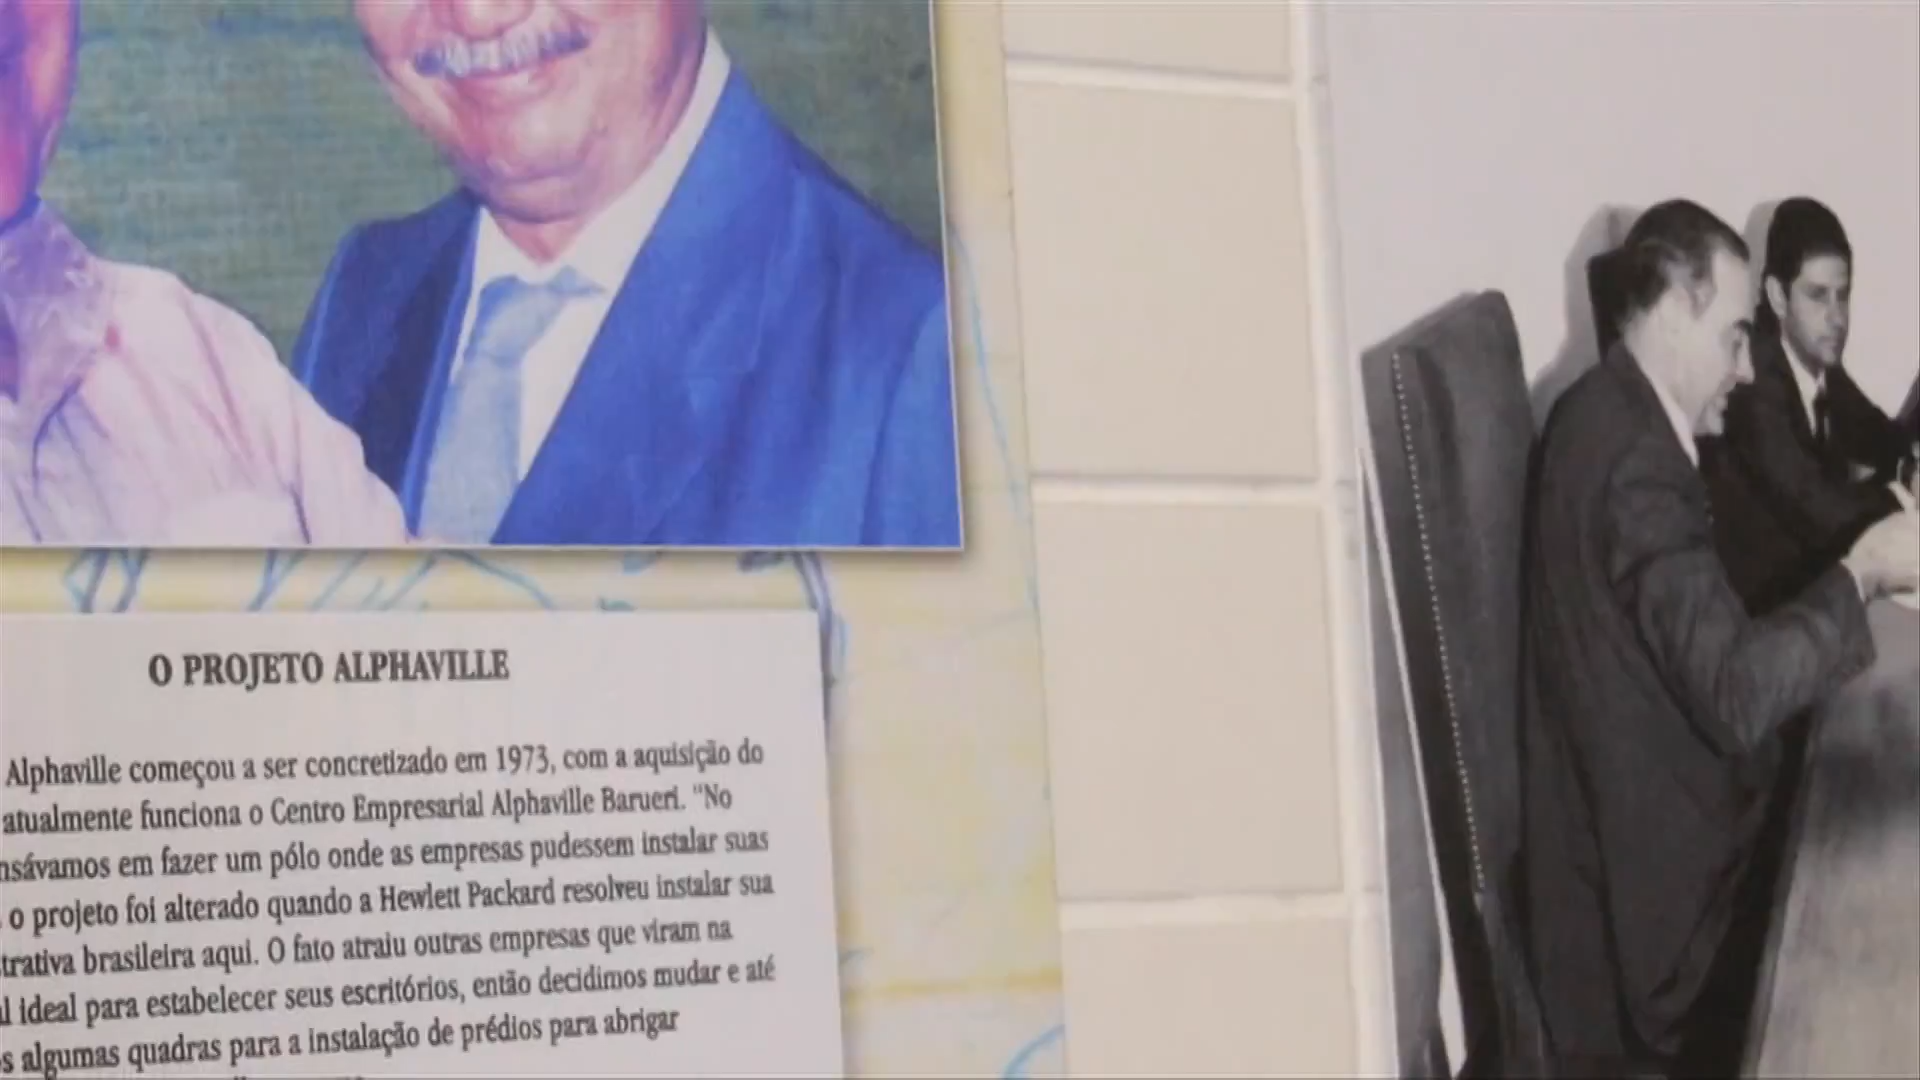 O PROJETO ALPHAVILLE
Alphaville começou a ser concretizado em 1973, com a aquisição do
atualmente funciona o Centro Empresarial Alphaville Barueri. "No
nsávamos em fazer um pólo onde as empresas pudessem instalar suas
o projeto foi alterado quando a Hewlett Packard resolveu instalar sua
trativa brasileira aqui. O fato atraiu outras empresas que viram na
l ideal para estabelecer seus escritórios, então decidimos mudar e até
s algumas quadras para a instalação de prédios para abrigar